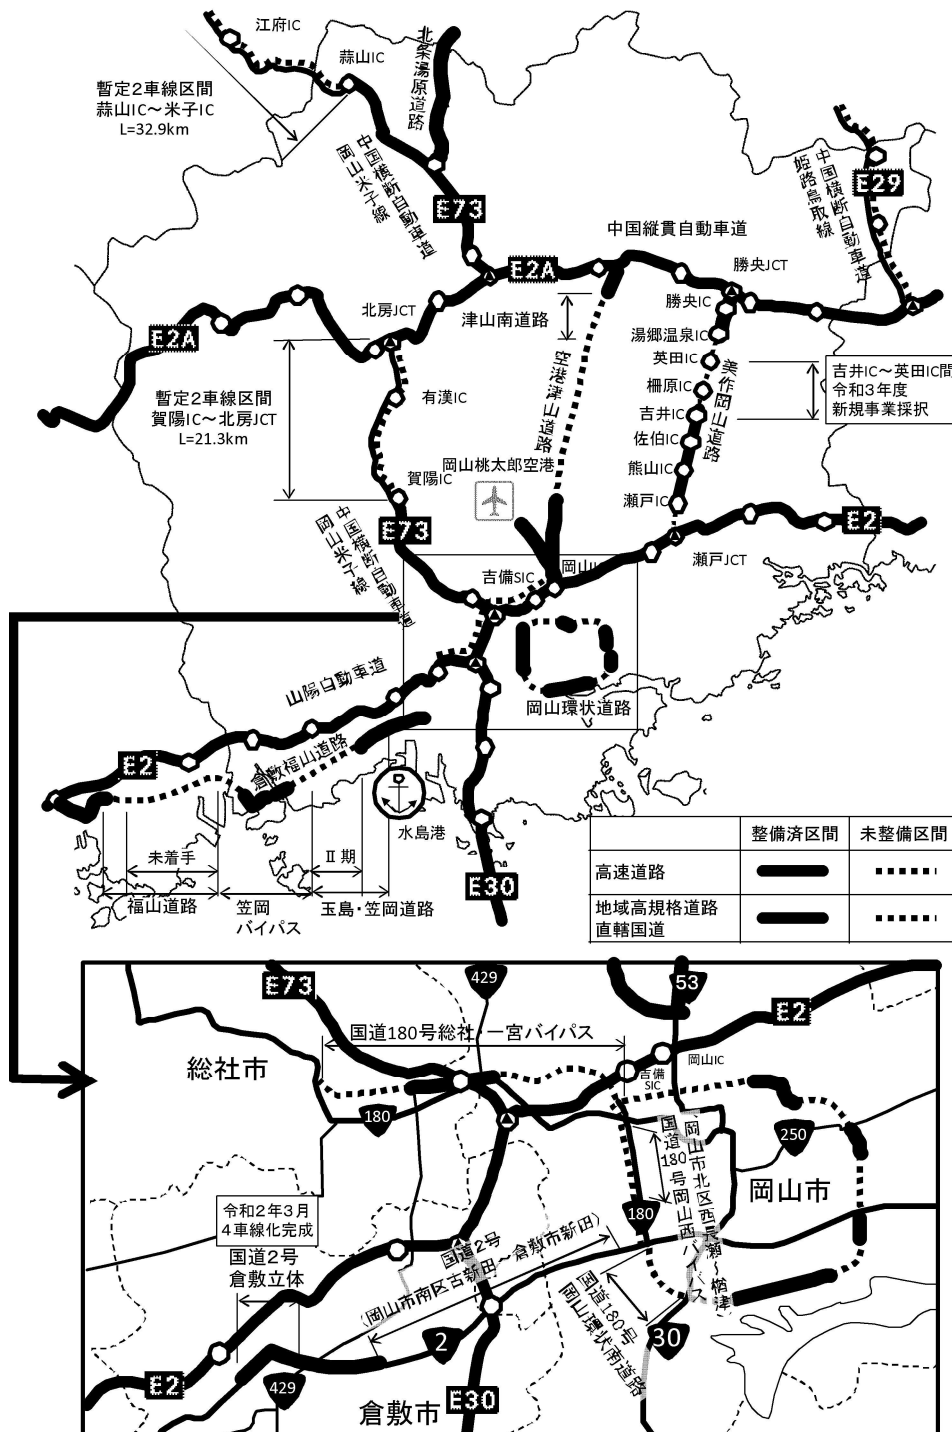 江府IC
蒜山IC
北条湯原道路
暫定2車線区間
蒜山IC～米子IC
L=32.9km
中国横断自動車道
岡山米子線
E73
中国横断自動車道
姫路鳥取線
E29
中国縦貫自動車道
勝央JCT
E2A
北房JCT
津山南道路
勝央IC
湯郷温泉IC
英田IC
E2A
空港津山道路
美作岡山道路
柵原IC
吉井IC～英田IC間
令和3年度
新規事業採択
暫定2車線区間
賀陽IC～北房JCT
L=21.3km
有漢IC
吉井IC
佐伯IC
岡山桃太郎空港
熊山IC
賀陽IC
瀬戸IC
E73
E2
中国横断自動車道
岡山米子線
瀬戸JCT
吉備SIC
岡山I
山陽自動車道
岡山環状道路
E2
倉敷福山道路
水島港
未着手
Ⅱ期
福山道路
笠岡
バイパス
玉島・笠岡道路
E30
整備済区間
未整備区間
高速道路
地域高規格道路
直轄国道
E73
429
53
E2
国道180号総社・一宮バイパス
岡山IC
吉備
SIC
総社市
180
250
国道180号岡山西バイパス
(岡山市北区西長瀬～楢津)
岡山市
180
令和2年3月
4車線化完成
国道2号
倉敷立体
国道2号
(岡山市南区古新田～倉敷市新田)
国道180号
岡山環状南道路
2
30
E2
429
倉敷市
E30